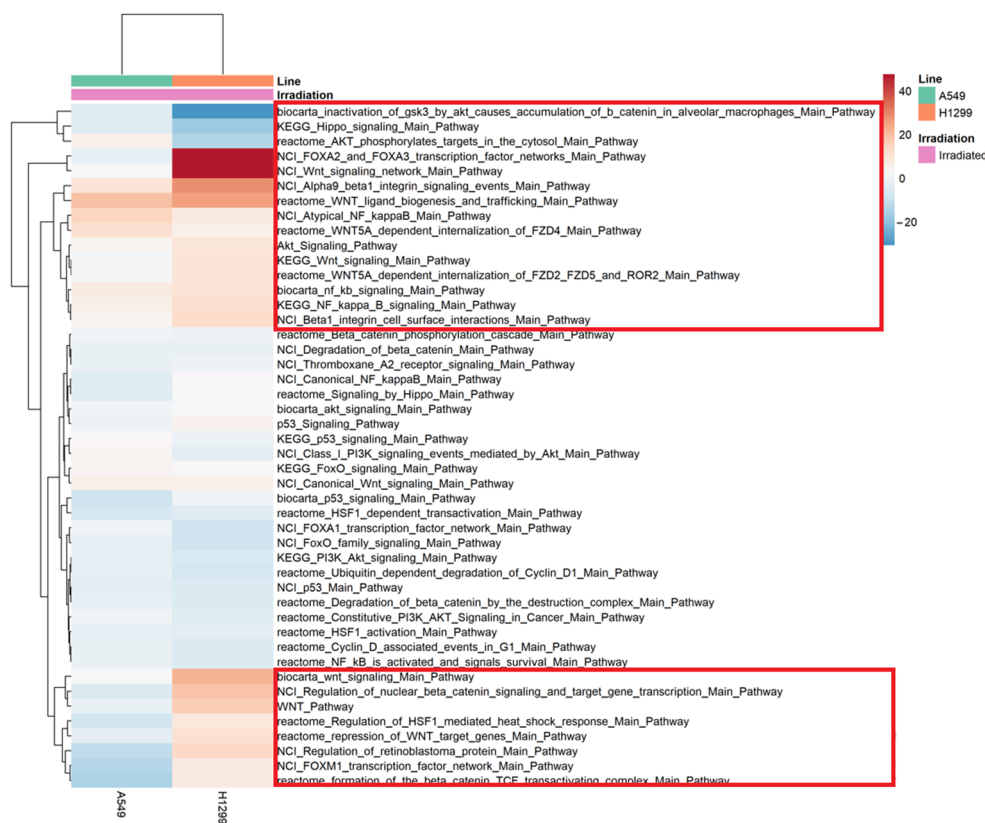 Line
Irradiation
biocarta_inactivation_of_gsk3_by_akt_causes_accumulation_of_b_catenin_in_alveolar_macrophages_Main_Pathway
KEGG_Hippo_signaling_Main_Pathway
reactome_AKT_phosphorylates_targets_in_the_cytosol_Main_Pathway
NCI_FOXA2_and_FOXA3_transcription_factor_networks_Main_Pathway
NCI_Wnt_signaling_network_Main_Pathway
NCI_Alpha9_beta1_integrin_signaling_events_Main_Pathway
reactome_WNT_ligand_biogenesis_and_trafficking_Main_Pathway
NCI_Atypical_NF_kappaB_Main_Pathway
reactome_WNT5A_dependent_internalization_of_FZD4_Main_Pathway
Akt_Signaling_Pathway
KEGG_Wnt_signaling_Main_Pathway
reactome_WNT5A_dependent_internalization_of_FZD2_FZD5_and_ROR2_Main_Pathway
biocarta_nf_kb_signaling_Main_Pathway
KEGG_NF_kappa_B_signaling_Main_Pathway
NCI_Beta1_integrin_cell_surface_interactions_Main_Pathway
reactome_Beta_catenin_phosphorylation_cascade_Main_Pathway
NCI_Degradation_of_beta_catenin_Main_Pathway
NCI_Thromboxane_A2_receptor_signaling_Main_Pathway
NCI_Canonical_NF_kappaB_Main_Pathway
reactome_Signaling_by_Hippo_Main_Pathway
biocarta_akt_signaling_Main_Pathway
p53_Signaling_Pathway
KEGG_p53_signaling_Main_Pathway
NCI_Class_I_PI3K_signaling_events_mediated_by_Akt_Main_Pathway
KEGG_FoxO_signaling_Main_Pathway
NCI_Canonical_Wnt_signaling_Main_Pathway
biocarta_p53_signaling_Main_Pathway
reactome_HSF1_dependent_transactivation_Main_Pathway
NCI_FOXA1_transcription_factor_network_Main_Pathway
NCI_FoxO_family_signaling_Main_Pathway
KEGG_PI3K_Akt_signaling_Main_Pathway
reactome_Ubiquitin_dependent_degradation_of_Cyclin_D1_Main_Pathway
NCI_p53_Main_Pathway
reactome_Degradation_of_beta_catenin_by_the_destruction_complex_Main_Pathway
reactome_Constitutive_PI3K_AKT_Signaling_in_Cancer_Main_Pathway
reactome_HSF1_activation_Main_Pathway
reactome_Cyclin_D_associated_events_in_G1_Main_Pathway
reactome_NF_kB_is_activated_and_signals_survival_Main_Pathway
biocarta_wnt_signaling_Main_Pathway
NCI_Regulation_of_nuclear_beta_catenin_signaling_and_target_gene_transcription_Main_Pathway
WNT_Pathway
reactome_Regulation_of_HSF1_mediated_heat_shock_response_Main_Pathway
reactome_repression_of_WNT_target_genes_Main_Pathway
NCI_Regulation_of_retinoblastoma_protein_Main_Pathway
NCI_FOXM1_transcription_factor_network_Main_Pathway
reactome_formation_of_the_beta_catenin_TCF_transactivating_complex_Main_Pathway
A549
H1299
40
20
0
−20
Line
A549
H1299
Irradiation
Irradiated